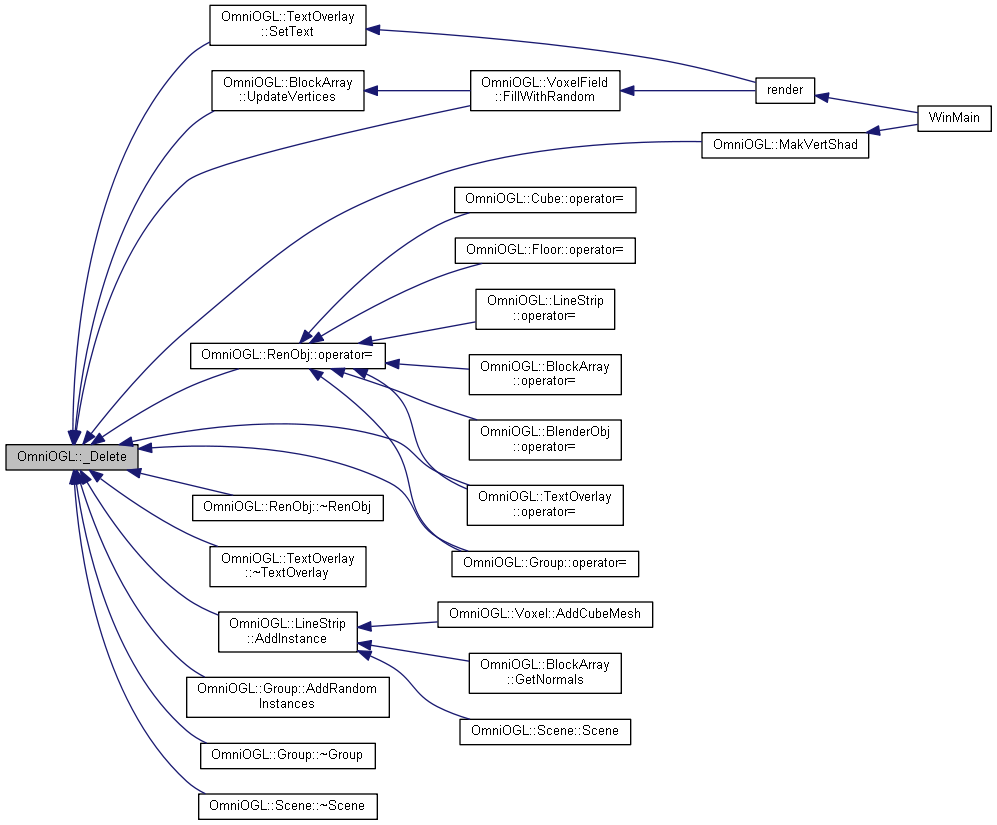 OmniOGL::TextOverlay
::SetText
OmniOGL::BlockArray
::UpdateVertices
OmniOGL::VoxelField
::FillWithRandom
render
WinMain
OmniOGL::MakVertShad
OmniOGL::Cube::operator=
OmniOGL::Floor::operator=
OmniOGL::LineStrip
::operator=
OmniOGL::RenObj::operator=
OmniOGL::BlockArray
::operator=
OmniOGL::BlenderObj
::operator=
OmniOGL::_Delete
OmniOGL::TextOverlay
::operator=
OmniOGL::RenObj::~RenObj
OmniOGL::Group::operator=
OmniOGL::TextOverlay
::~TextOverlay
OmniOGL::Voxel::AddCubeMesh
OmniOGL::LineStrip
::AddInstance
OmniOGL::BlockArray
::GetNormals
OmniOGL::Group::AddRandom
Instances
OmniOGL::Scene::Scene
OmniOGL::Group::~Group
OmniOGL::Scene::~Scene